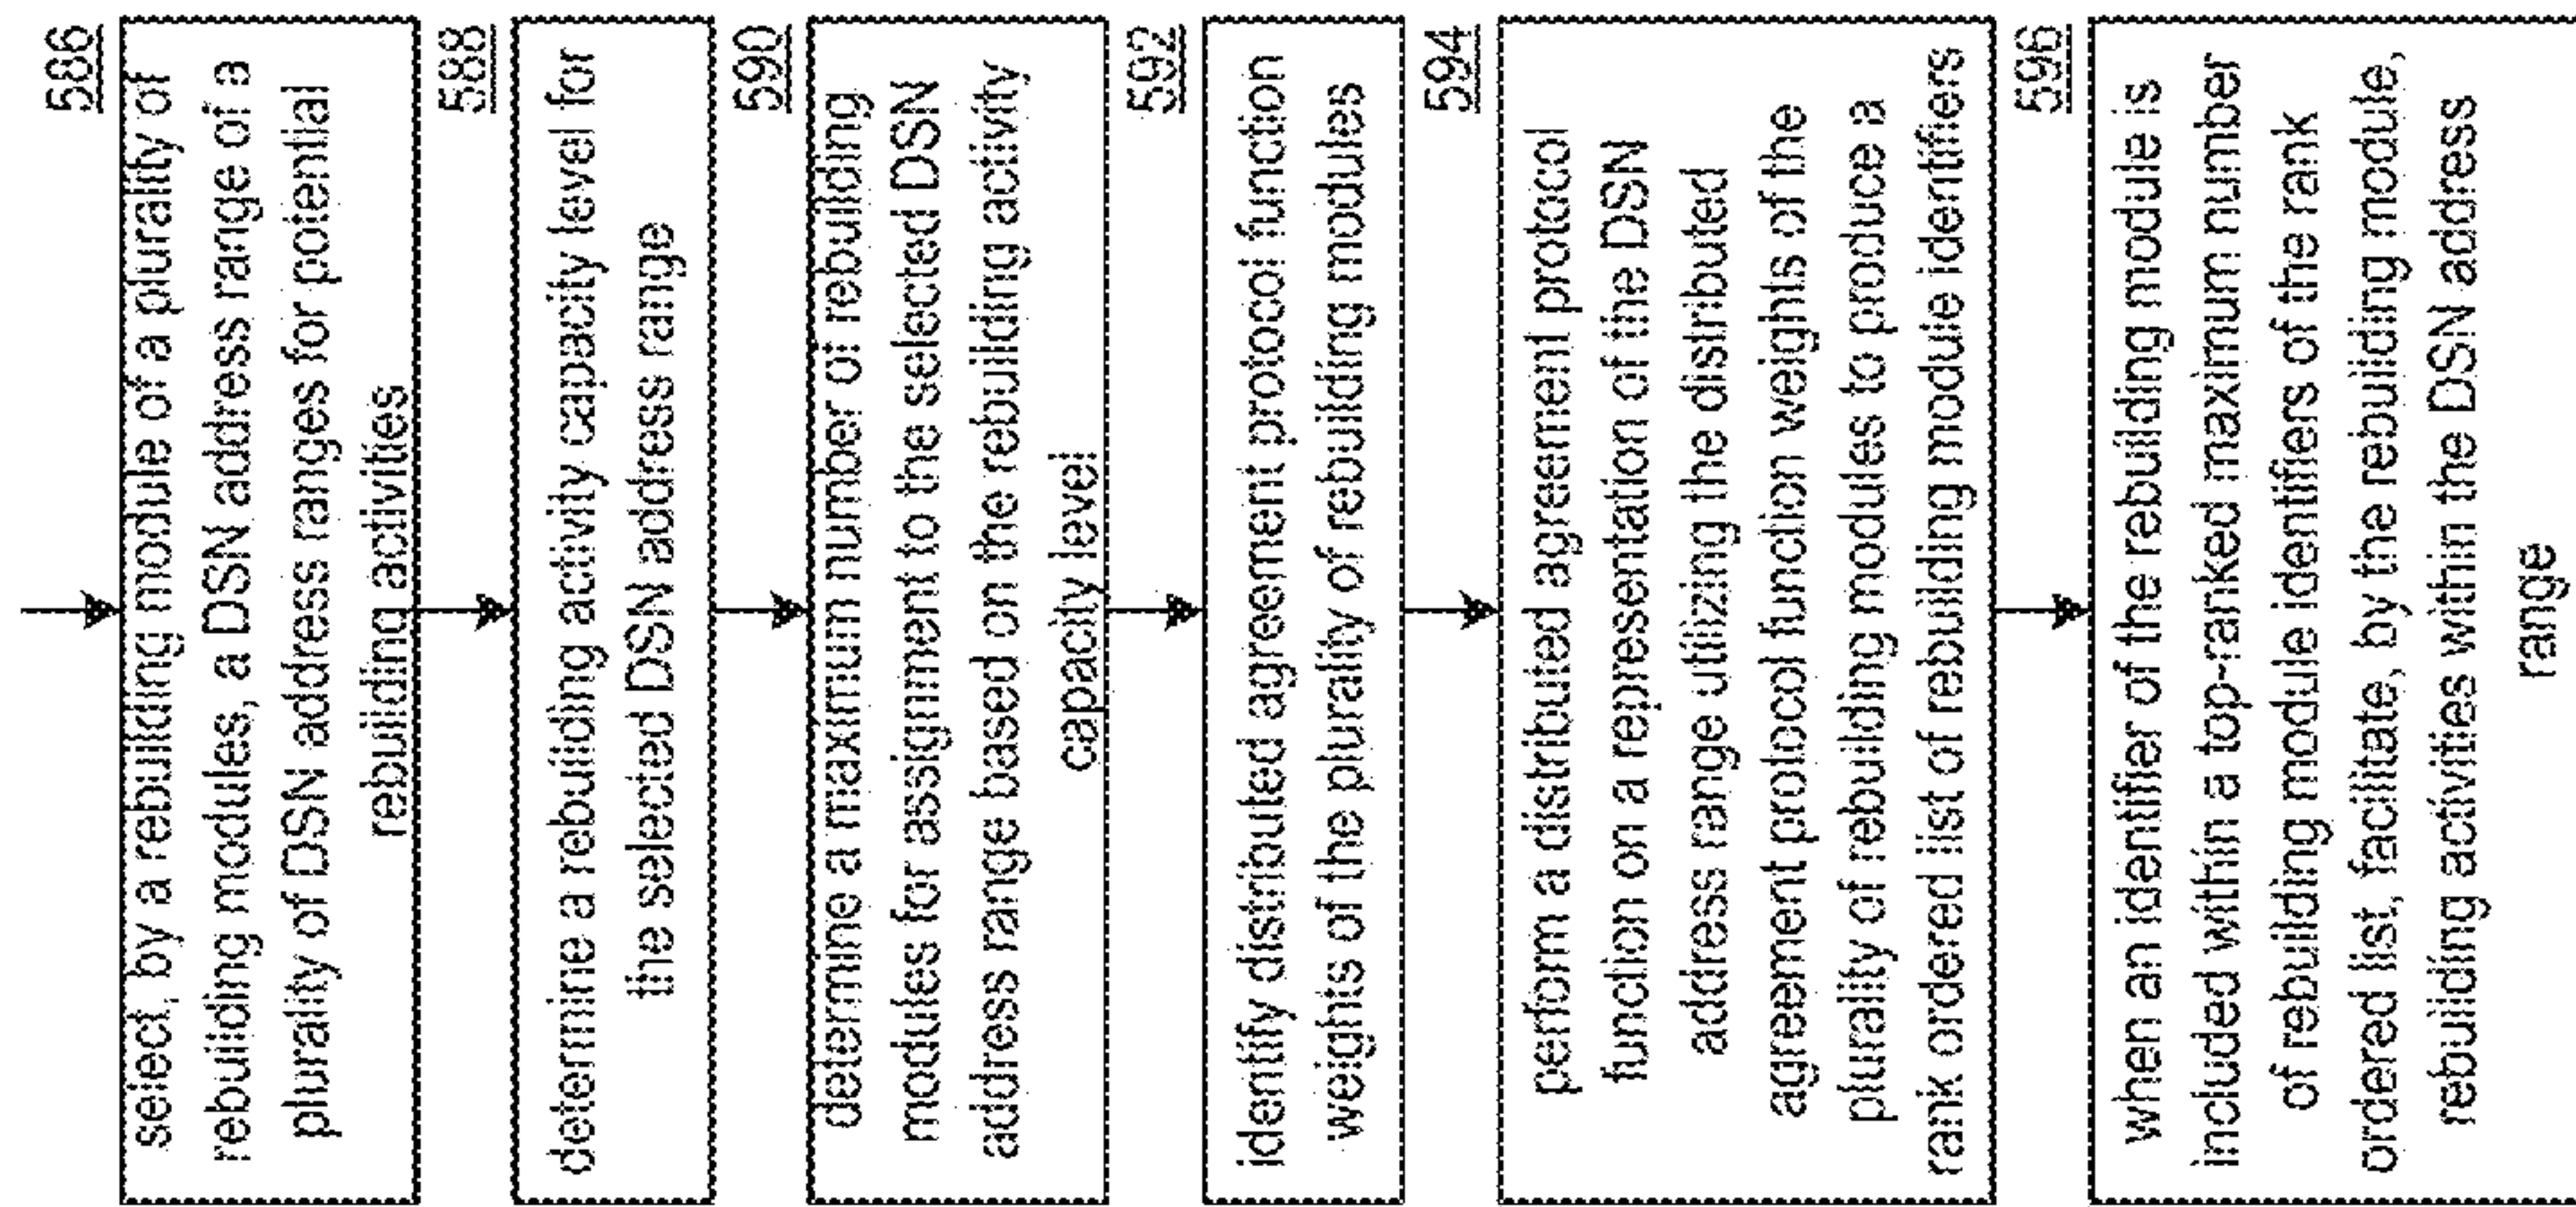 586
select, by a rebuilding module of a plurality of
rebuilding modules, a DSN address range of a
plurality of DSN address ranges for potential
rebuilding activities
588
determine a rebuilding activity capacity level for
the selected DSN address range
590
determine a maximum number of rebuilding
modules for assignment to the selected DSN
address range based on the rebuilding activity
capacity level
592
identify distributed agreement protocol function
weights of the plurality of rebuilding modules
594
perform a distributed agreement protocol
function on a representation of the DSN
address range utilizing the distributed
agreement protocol function weights of the
plurality of rebuilding modules to produce a
rank ordered list of rebuilding module identifiers
596
when an identifier of the rebuilding module is
included within a top-ranked maximum number
of rebuilding module identifiers of the rank
ordered list, facilitate, by the rebuilding module,
rebuilding activities within the DSN address
range